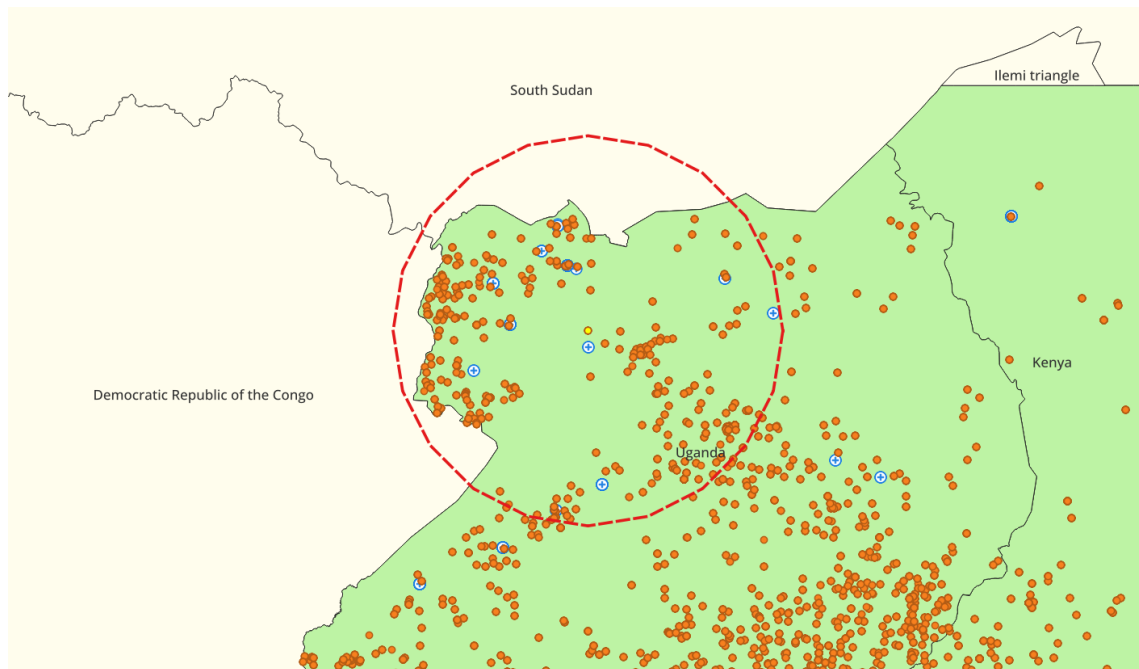 South Sudan
Ilemi triangle
Kenya
Democratic Republic of the Congo
Uganda